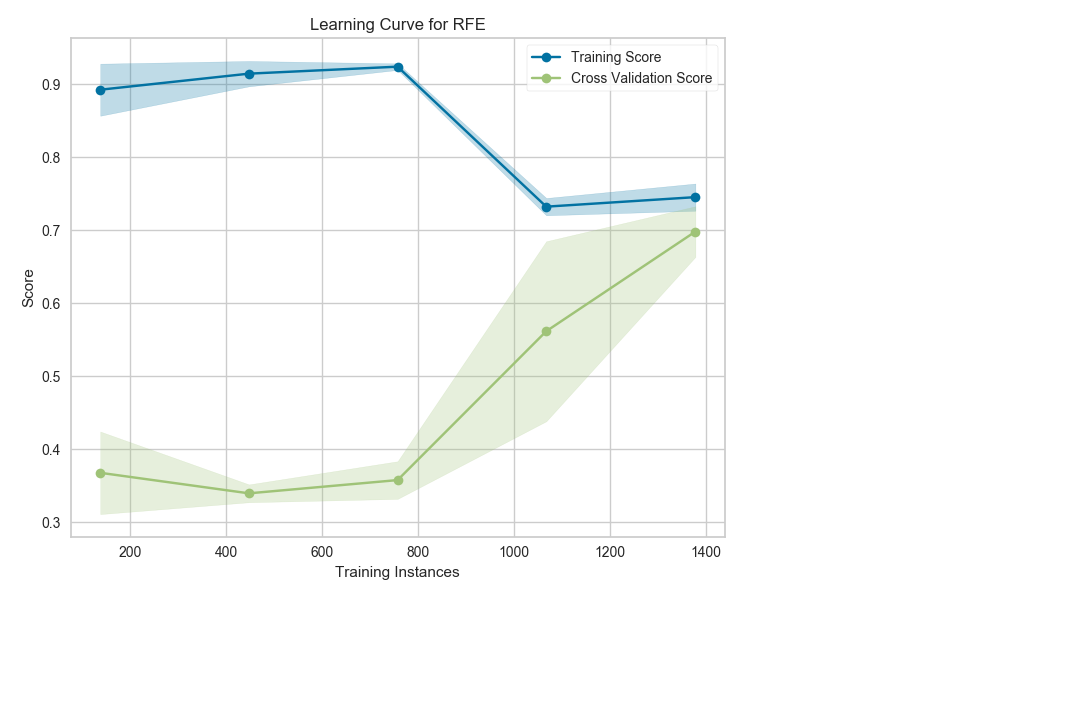 Learning Curve for RFE
Training Score
Cross Validation Score
Score
0.9
0.8
0.7
0.6
0.5
0.4
0.3
200 400 600 800 1000 1200 1400
Training Instances